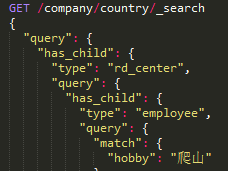 GET /company/country/_search
{
  "query": {
    "has_child": {
      "type": "rd_center",
      "query": {
        "has_child": {
          "type": "employee",
          "query": {
            "match": {
              "hobby": "爬山"
            }